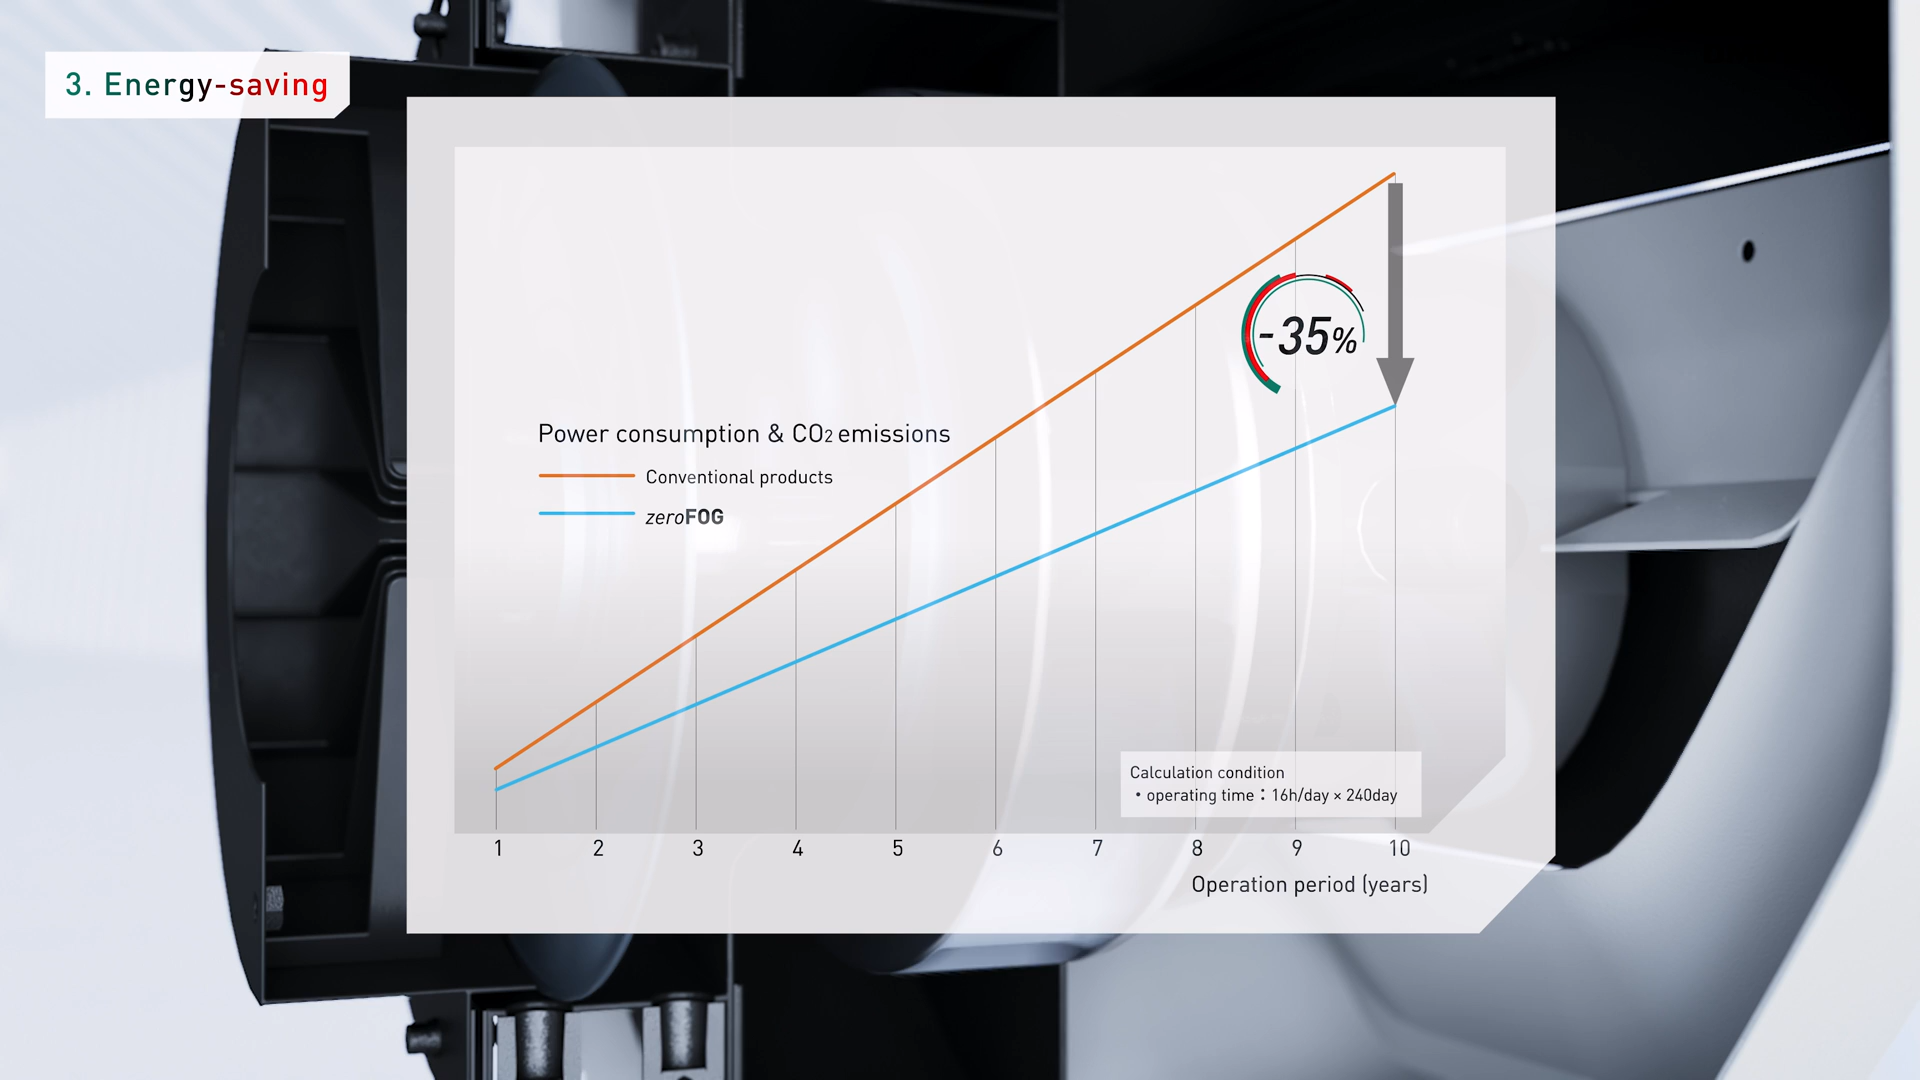 3. Energy-saving
-35%
Power consumption & CO2 emissions
Conventional products
zeroFOG
Calculation condition
・operating time：16h/day × 240day
1 2 3 4 5 6 7 8 9 10
Operation period (years)